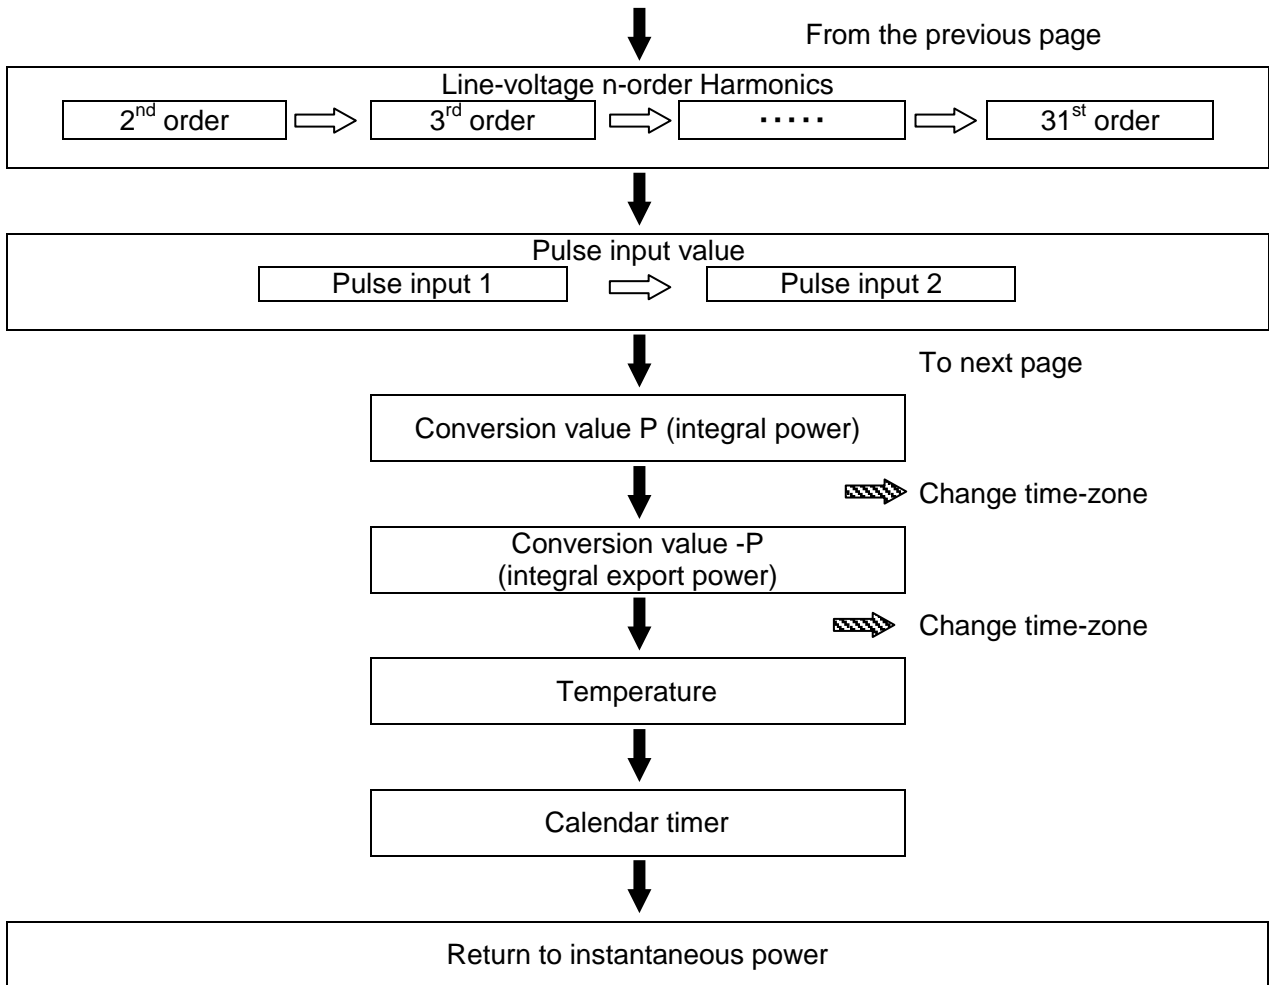 From the previous page
Line-voltage n-order Harmonics
2nd order
3rd order
·····
31st order
Pulse input value
Pulse input 1
Pulse input 2
To next page
Conversion value P (integral power)
Change time-zone
Conversion value -P
(integral export power)
Change time-zone
Temperature
Calendar timer
Return to instantaneous power